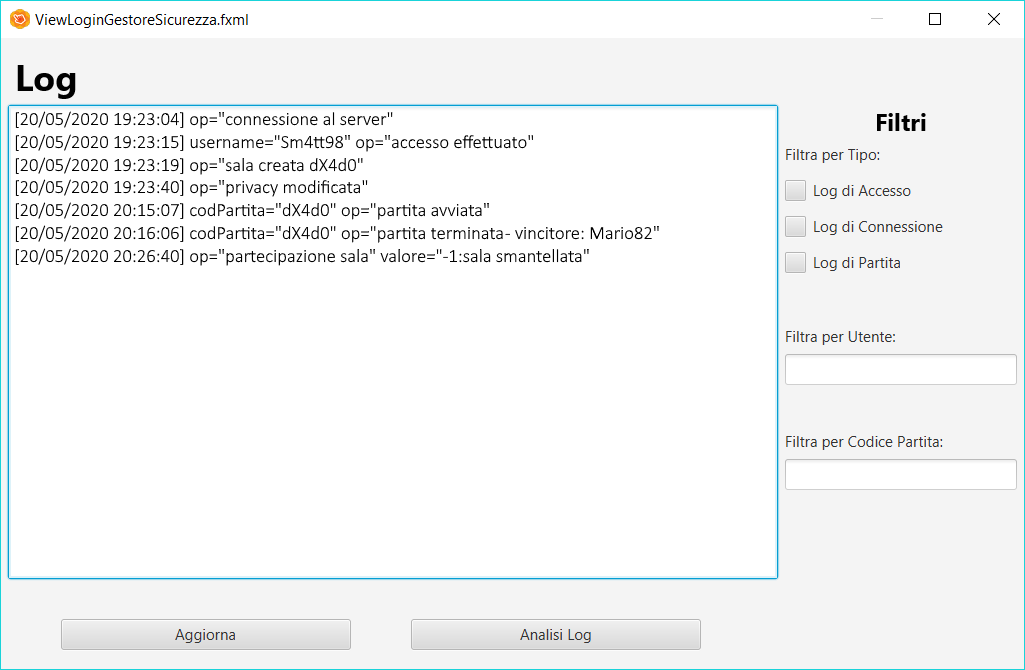 ViewLoginGestoreSicurezza.fxml
Log
[20/05/2020 19:23:04] op="connessione al server"
[20/05/2020 19:23:15] username="Sm4tt98" op="accesso effettuato"
[20/05/2020 19:23:19] op="sala creata dX4d0"
[20/05/2020 19:23:40] op="privacy modificata"
[20/05/2020 20:15:07] codPartita="dX4d0" op="partita avviata"
[20/05/2020 20:16:06] codPartita="dX4d0" op="partita terminata- vincitore: Mario82"
[20/05/2020 20:26:40] op="partecipazione sala" valore="-1:sala smantellata"
Filtri
Filtra per Tipo:
Log di Accesso
Log di Connessione
Log di Partita
Filtra per Utente:
Filtra per Codice Partita:
Aggiorna
Analisi Log